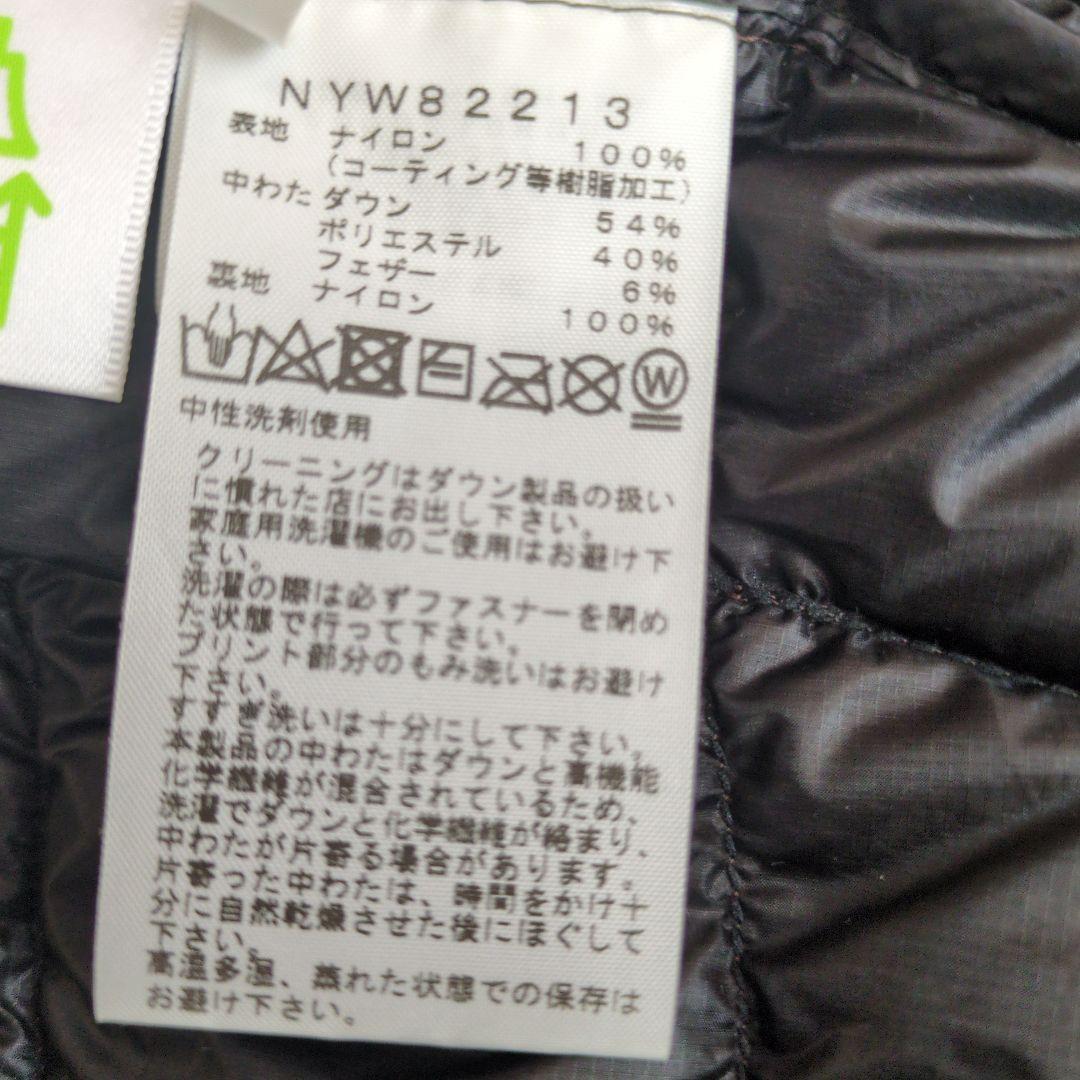 NYW82213
表地 ナイロン 100%
(コーティング等樹脂加工)
中わた ダウン 54%
ポリエステル 40%
フェザー 6%
裏地 ナイロン 100%
W
中性洗剤使用
クリーニングはダウン製品の扱い
に慣れた店にお出し下さい。
家庭用洗濯機のご使用はお避け下
さい。
洗濯の際は必ずファスナーを閉め
た状態で行って下さい。
プリント部分のもみ洗いはお避け
下さい。
すすぎ洗いは十分にして下さい。
本製品の中わたはダウンと高機能
化学繊維が混合されているため、
洗濯でダウンと化学繊維が絡まり、
中わたが片寄る場合があります。
片寄った中わたは、時間をかけ十
分に自然乾燥させた後にほぐして
下さい。
高温多湿、蒸れた状態での保存は
お避け下さい。